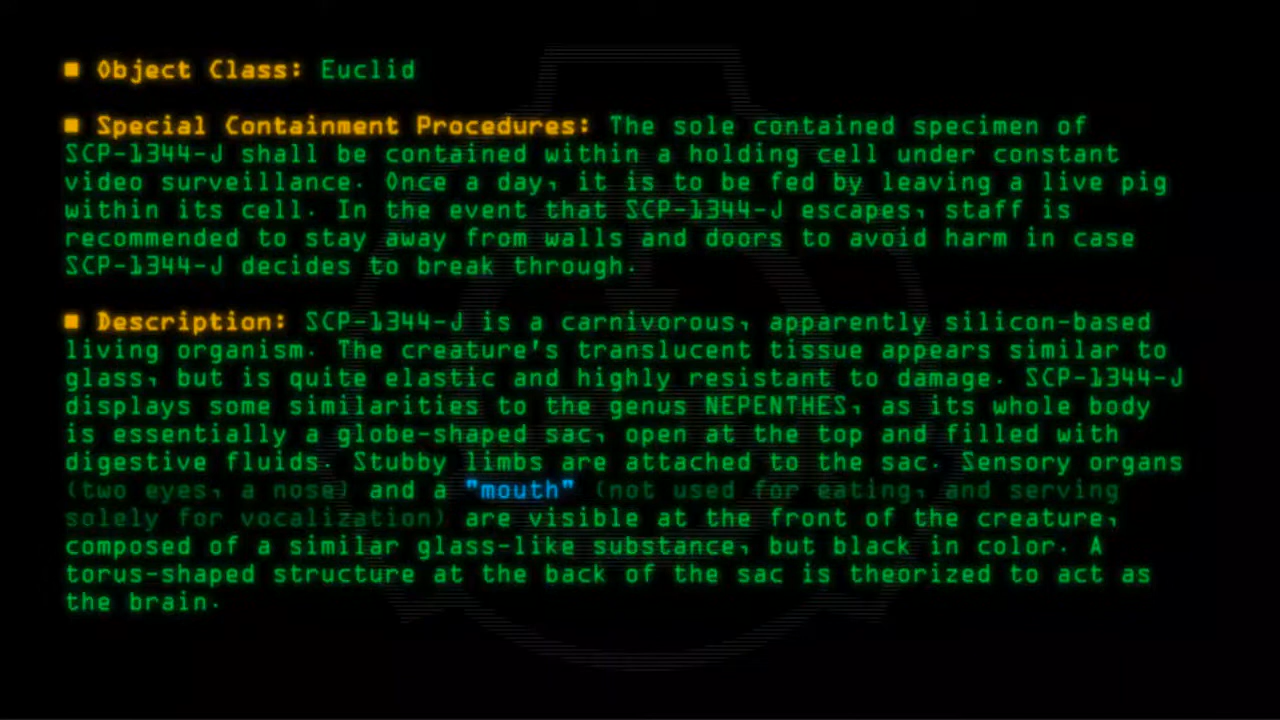 ■ Object Class: Euclid
■ Special Containment Procedures: The sole contained specimen of
SCP-1344-J shall be contained within a holding cell under constant
video surveillance. Once a day, it is to be fed by leaving a live pig
within its cell. In the event that SCP-1344-J escapes, staff is
recommended to stay away from walls and doors to avoid harm in case
SCP-1344-J decides to break through.
■ Description: SCP-1344-J is a carnivorous, apparently silicon-based
living organism. The creature's translucent tissue appears similar to
glass, but is quite elastic and highly resistant to damage. SCP-1344-J
displays some similarities to the genus NEPENTHES, as its whole body
is essentially a globe-shaped sac, open at the top and filled with
digestive fluids. Stubby limbs are attached to the sac. Sensory organs
(two eyes, a nose) and a "mouth" (not used for eating, and serving
solely for vocalization) are visible at the front of the creature,
composed of a similar glass-like substance, but black in color. A
torus-shaped structure at the back of the sac is theorized to act as
the brain.